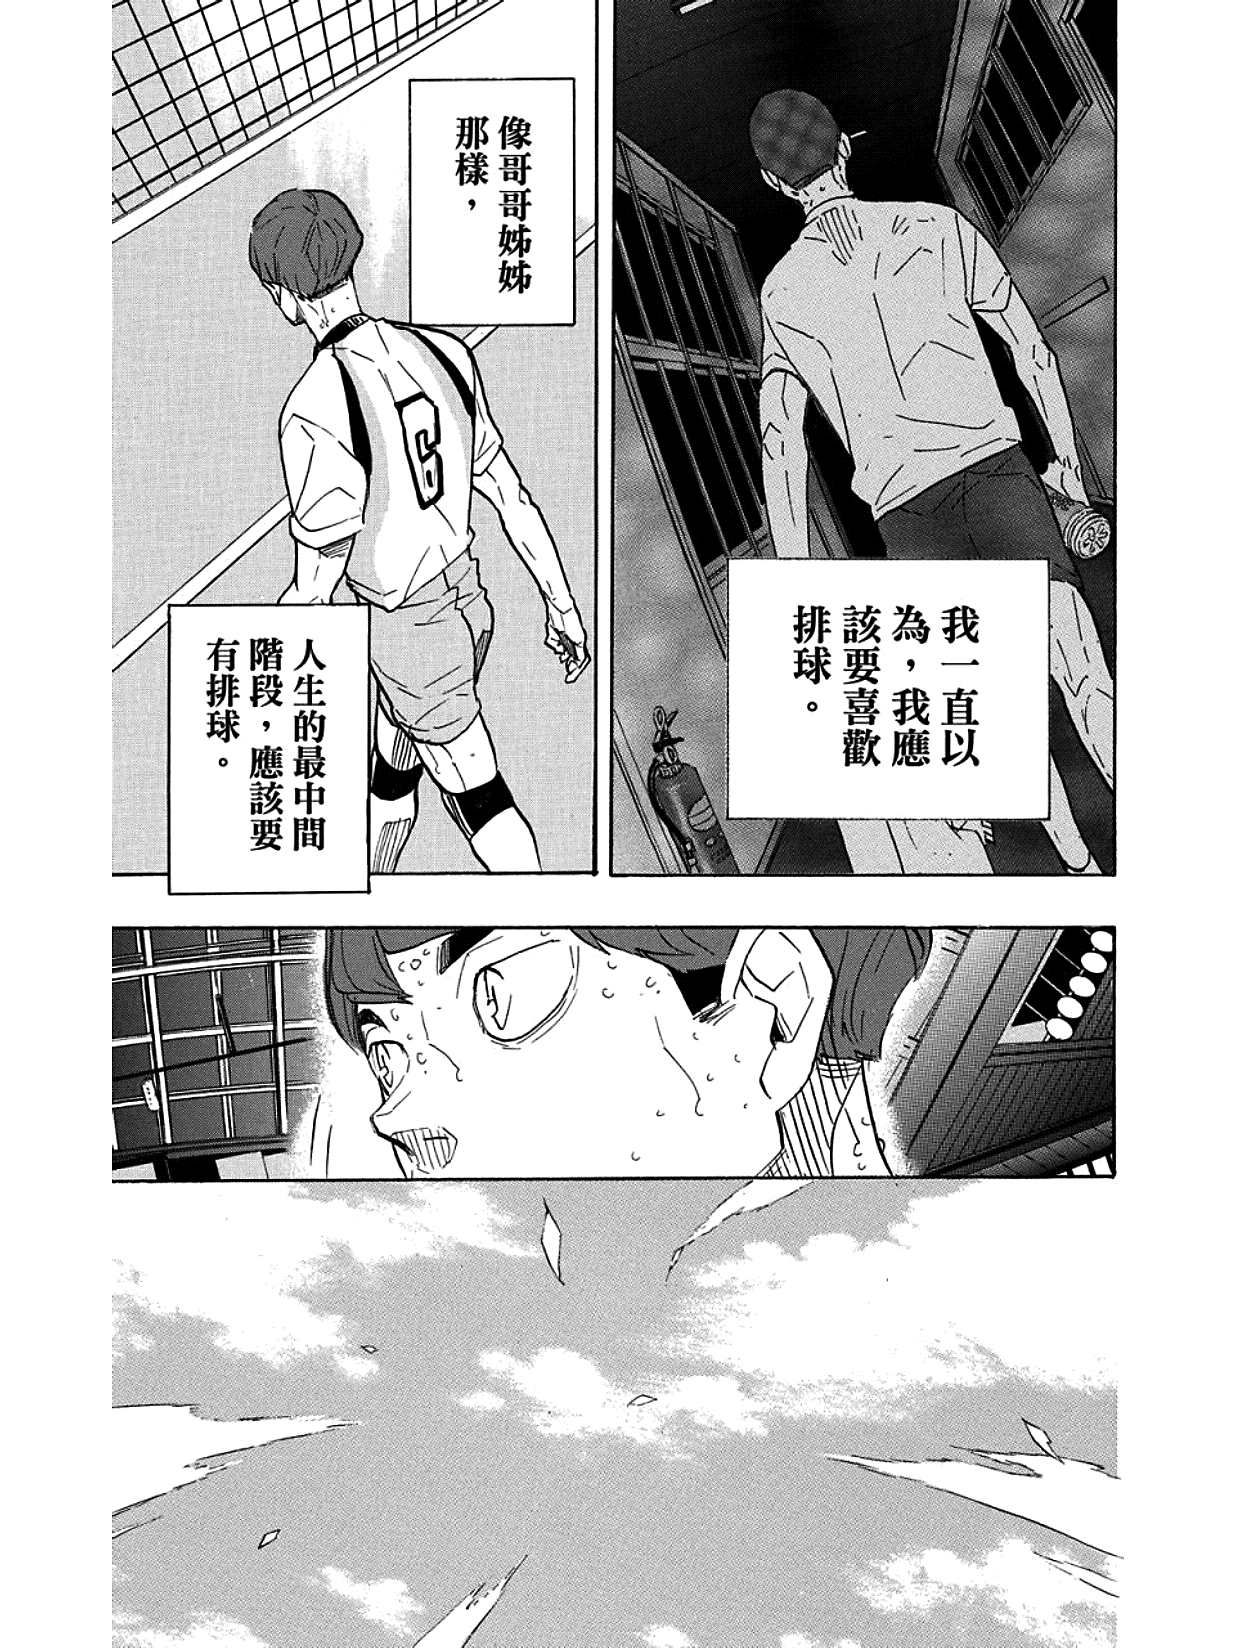 我一直以
為，我應
該要喜歡
排球。
像哥哥姊姊
那樣，
6
人生的最中間
階段，應該要
有排球。